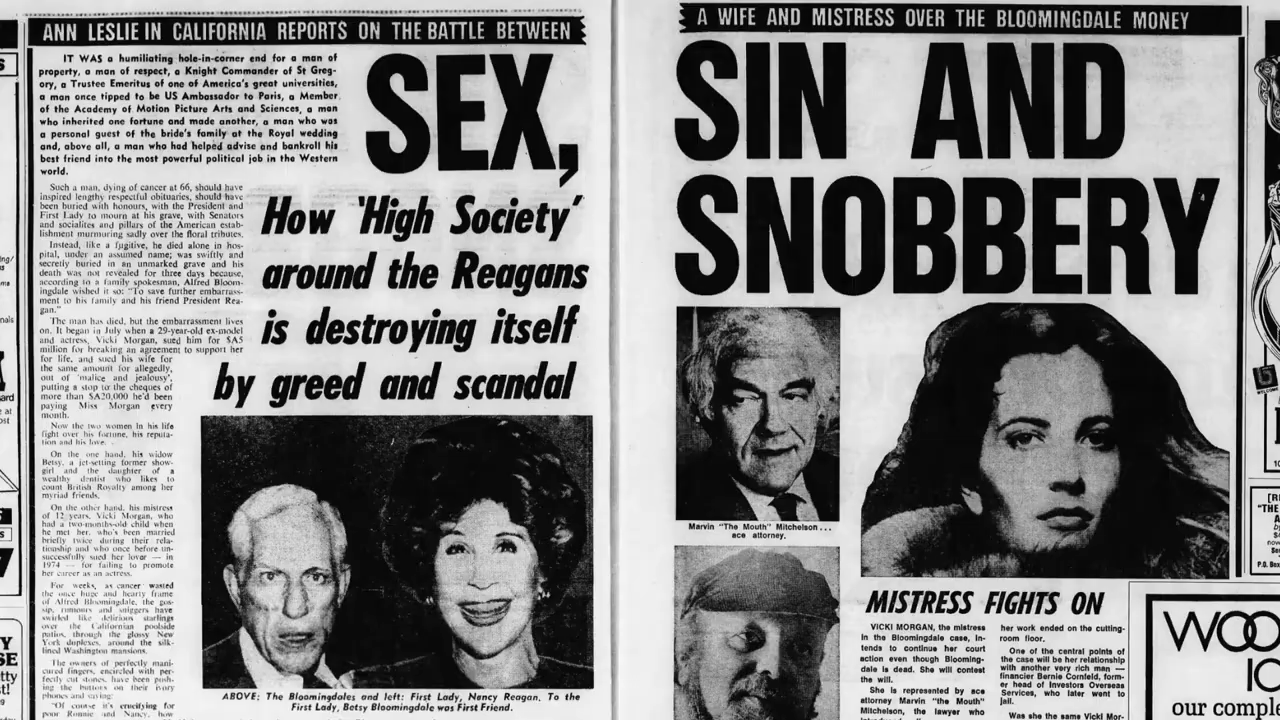 ANN LESLIE IN CALIFORNIA REPORTS ON THE BATTLE BETWEEN
A WIFE AND MISTRESS OVER THE BLOOMINGDALE MONEY
SEX,
SIN AND
SNOBBERY
How 'High Society'
around the Reagans
is destroying itself
by greed and scandal
IT WAS a humiliating hole-in-corner end for a man of
property, a man of respect, a Knight Commander of St Greg-
ory, a Trustee Emeritus of one of America's great universities,
a man once tipped to be US Ambassador to Paris, a Member
of the Academy of Motion Picture Arts and Sciences, a man
who inherited one fortune and made another, a man who was
a personal guest of the bride's family at the Royal wedding
and, above all, a man who had helped advise and bankroll his
best friend into the most powerful political job in the Western
world.
Such a man, dying of cancer at 66, should have
inspired lengthy respectful obituaries, should have
been buried with honours, with the President and
First Lady to mourn at his grave, with Senators
and socialites and pillars of the American estab-
lishment murmuring sadly over the floral tributes.
Instead, like a fugitive, he died alone in hos-
pital, under an assumed name; was swiftly and
secretly buried in an unmarked grave and his
death was not revealed for three days because,
according to a family spokesman, Alfred Bloom-
ingdale wished it so: "To save further embarrass-
ment to his family and his friend President Rea-
gan."
The man has died, but the embarrassment lives
on. It began in July when a 29-year-old ex-model
and actress, Vicki Morgan, sued him for $A5
million for breaking an agreement to support her
for life, and sued his wife for
the same amount for allegedly,
out of 'malice and jealousy',
putting a stop to the cheques of
more than $A20,000 he'd been
paying Miss Morgan every
month.
Now the two women in his life
fight over his fortune, his reputa-
tion and his love.
On the one hand, his widow
Betsy, a jet-setting former show-
girl and the daughter of a
wealthy dentist who likes to
count British Royalty among her
myriad friends.
On the other hand, his mistress
of 12 years, Vicki Morgan, who
had a two-months-old child when
he met her, who's been married
briefly twice during their rela-
tionship and who once before un-
successfully sued her lover — in
1974 — for failing to promote
her career as an actress.
For weeks, as cancer wasted
the once huge and hearty frame
of Alfred Bloomingdale, the gos-
sip, rumours and sniggers have
swirled like delirious starlings
over the Californian poolside
patios, through the glossy New
York duplexes, around the silk-
lined Washington mansions.
The owners of perfectly mani-
cured fingers, encircled with per-
fectly cut stones, have been push-
ing the buttons on their ivory
phones and saying:
"Of course it's crucifying for
poor Ronnie and Nancy, how
ABOVE: The Bloomingdales and left: First Lady, Nancy Reagan. To the
First Lady, Betsy Bloomingdale was First Friend.
Marvin "The Mouth" Mitchelson...
ace attorney.
MISTRESS FIGHTS ON
VICKI MORGAN, the mistress
in the Bloomingdale case, in-
tends to continue her court
action even though Blooming-
dale is dead. She will contest
the will.
She is represented by ace
attorney Marvin "the Mouth"
Mitchelson, the lawyer who
her work ended on the cutting-
room floor.
One of the central points of
the case will be her relationship
with another very rich man —
financier Bernie Cornfeld, form-
er head of Investors Overseas
Services, who later went to
jail.
Was she the same Vicki Mor-
WOO
our comple